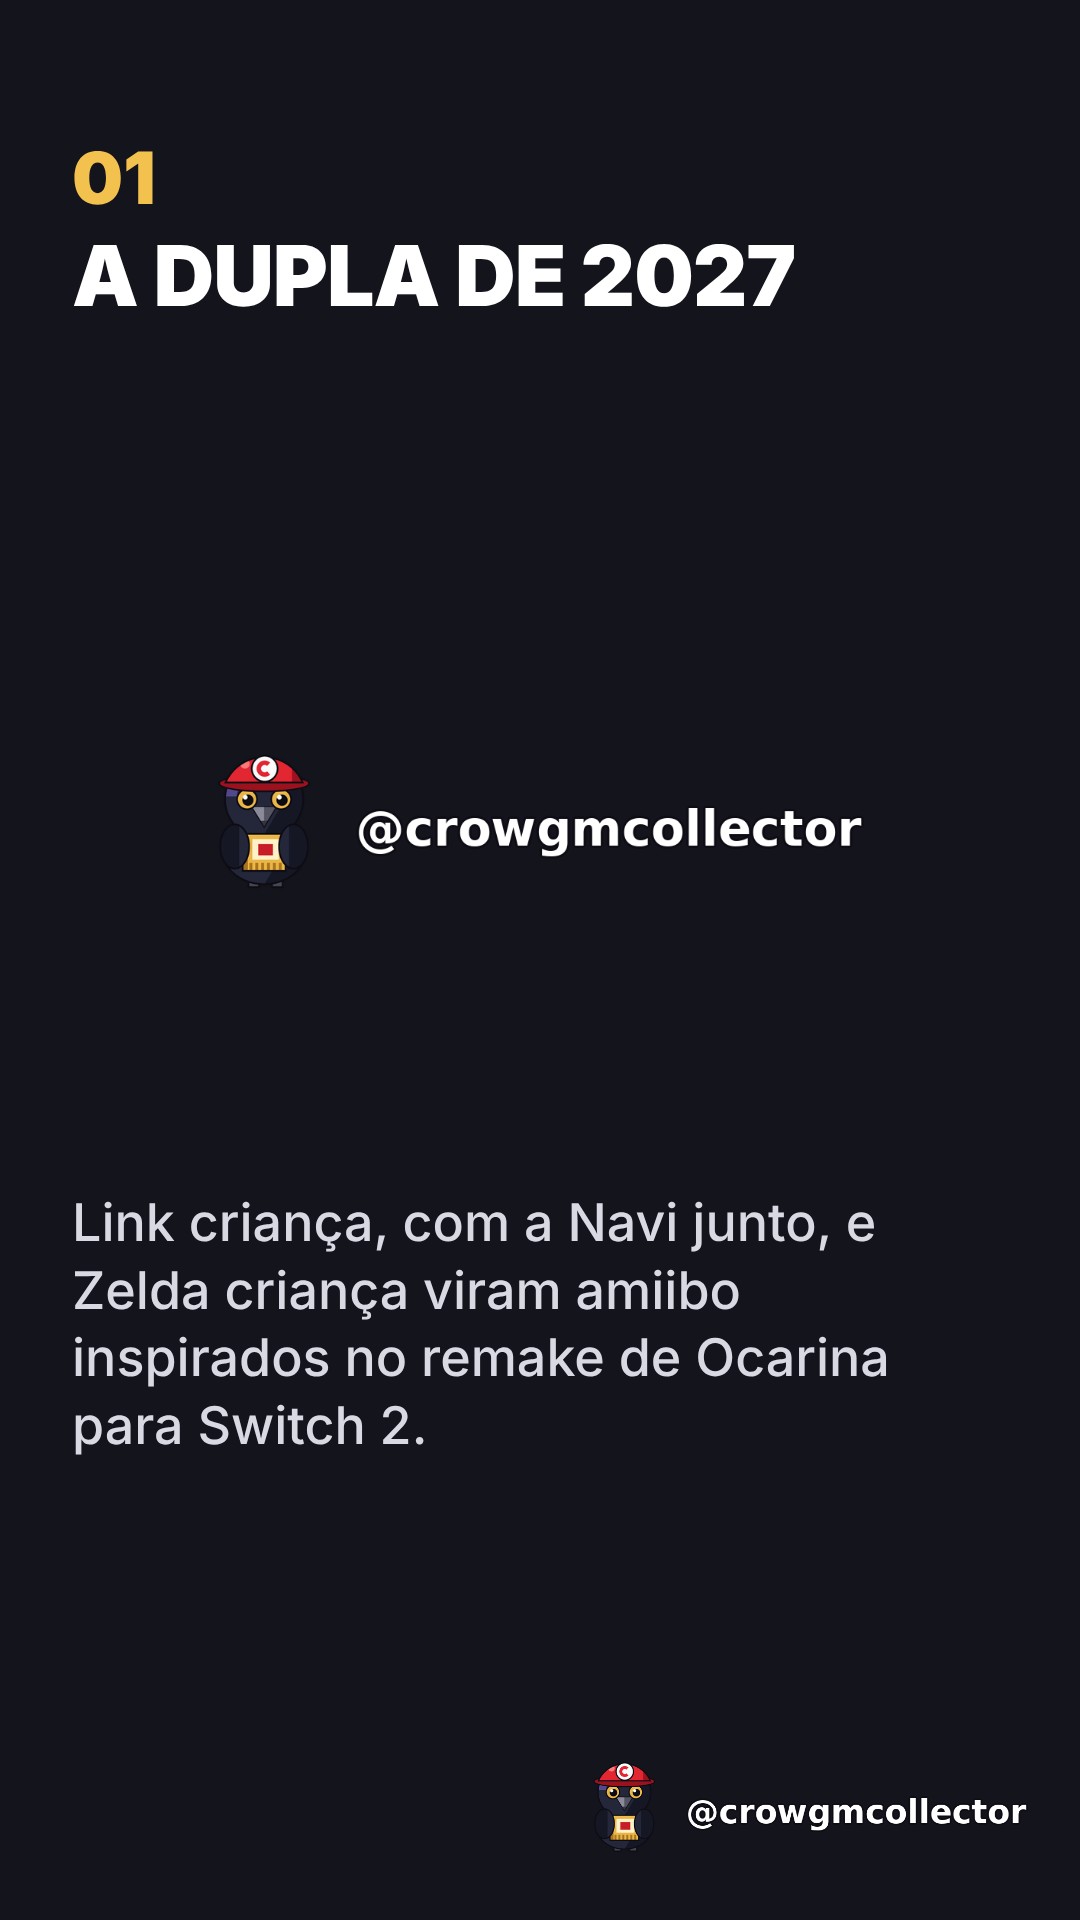 01
A DUPLA DE 2027
@crowgmcollector
Link criança, com a Navi junto, e
Zelda criança viram amiibo
inspirados no remake de Ocarina
para Switch 2.
@crowgmcollector